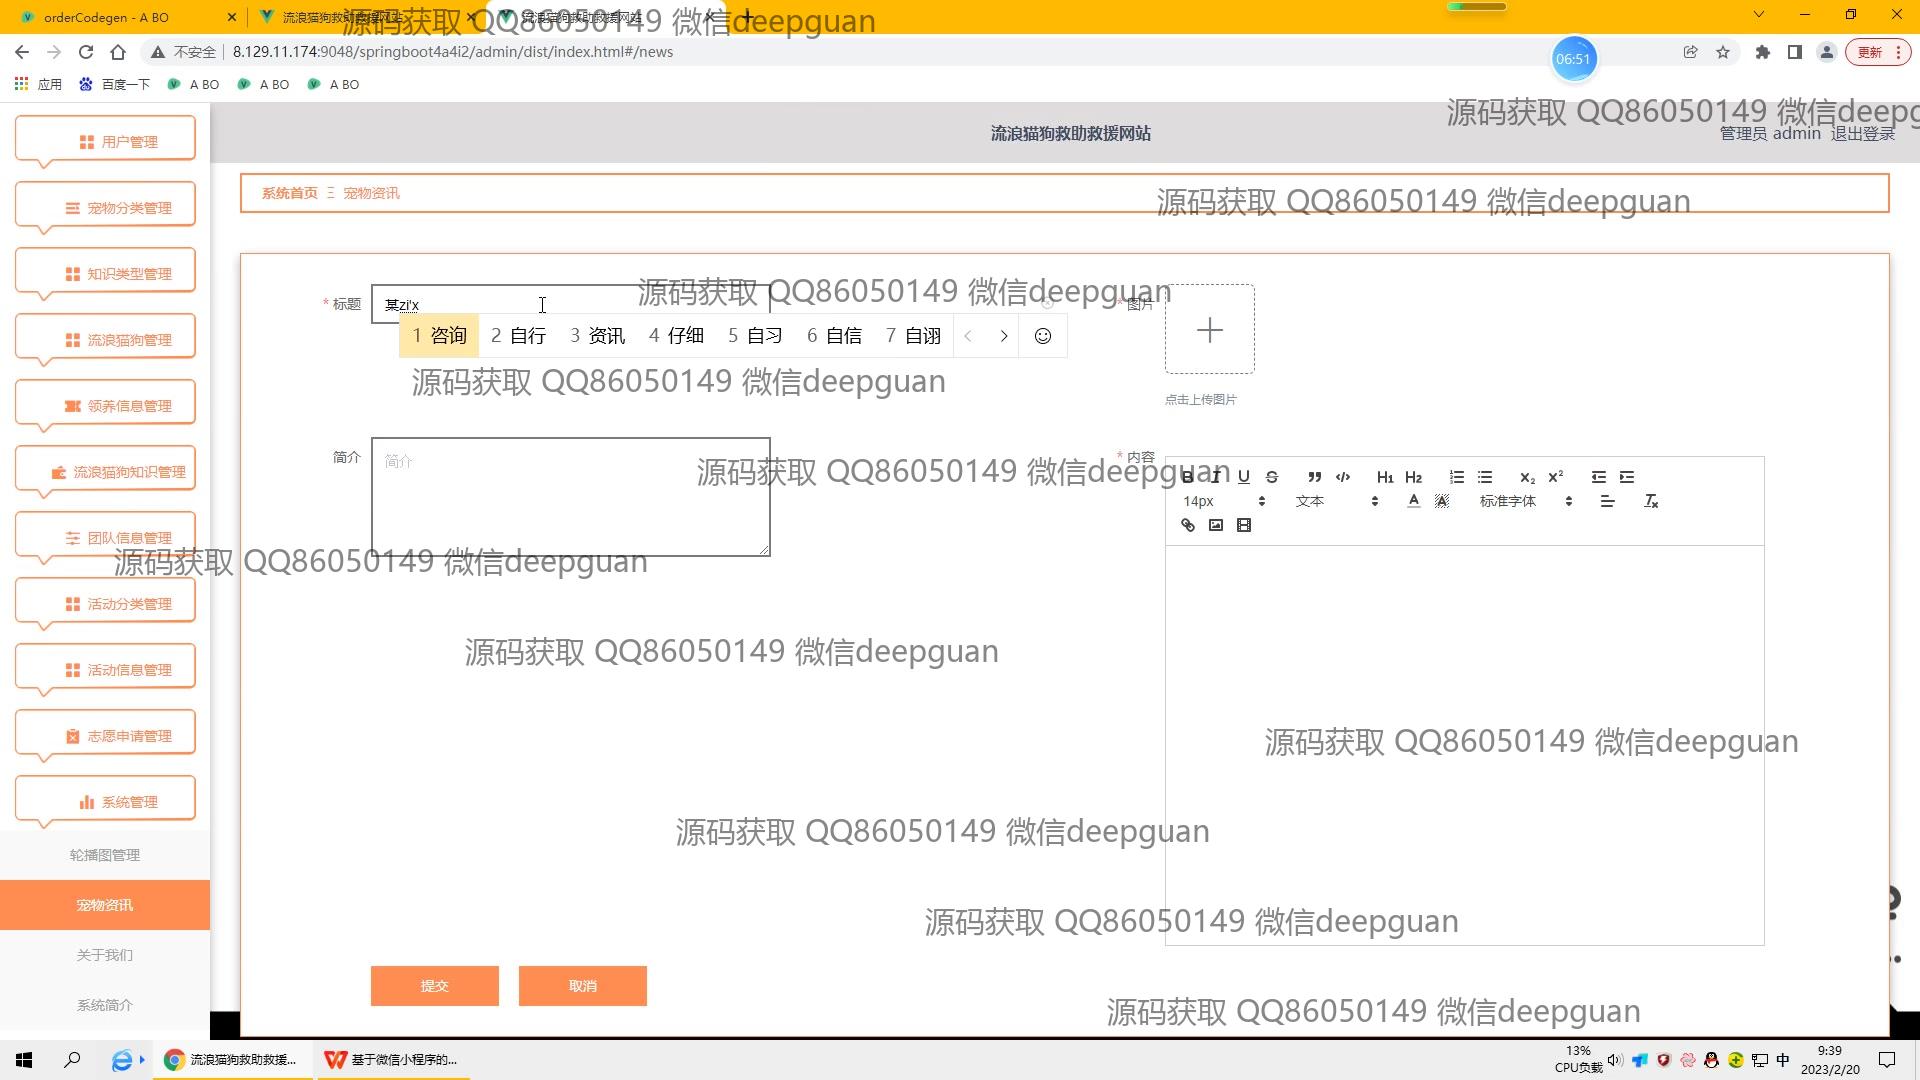 orderCodegen - A BO
流浪猫狗救助救援网站
流浪猫狗救助救援网站
源码获取 QQ86050149 微信deepguan
不安全 8.129.11.174:9048/springboot4a4i2/admin/dist/index.html#/news
06:51
更新
应用 百度一下 A BO A BO A BO
源码获取 QQ86050149 微信deepg
流浪猫狗救助救援网站
管理员 admin 退出登录
用户管理
系统首页 Ξ 宠物资讯
源码获取 QQ86050149 微信deepguan
宠物分类管理
知识类型管理
源码获取 QQ86050149 微信deepguan
* 标题 某zi'x
* 图片
1 咨询 2 自行 3 资讯 4 仔细 5 自习 6 自信 7 自诩
流浪猫狗管理
源码获取 QQ86050149 微信deepguan
点击上传图片
领养信息管理
简介 简介
* 内容
源码获取 QQ86050149 微信deepguan
B I U S H1 H2 X₂ X²
流浪猫狗知识管理
14px 文本 A A 标准字体
团队信息管理
源码获取 QQ86050149 微信deepguan
活动分类管理
源码获取 QQ86050149 微信deepguan
活动信息管理
志愿申请管理
源码获取 QQ86050149 微信deepguan
系统管理
源码获取 QQ86050149 微信deepguan
轮播图管理
宠物资讯
源码获取 QQ86050149 微信deepguan
关于我们
提交 取消
系统简介
源码获取 QQ86050149 微信deepguan
流浪猫狗救助救援...
基于微信小程序的...
13%
CPU负载
中
9:39
2023/2/20